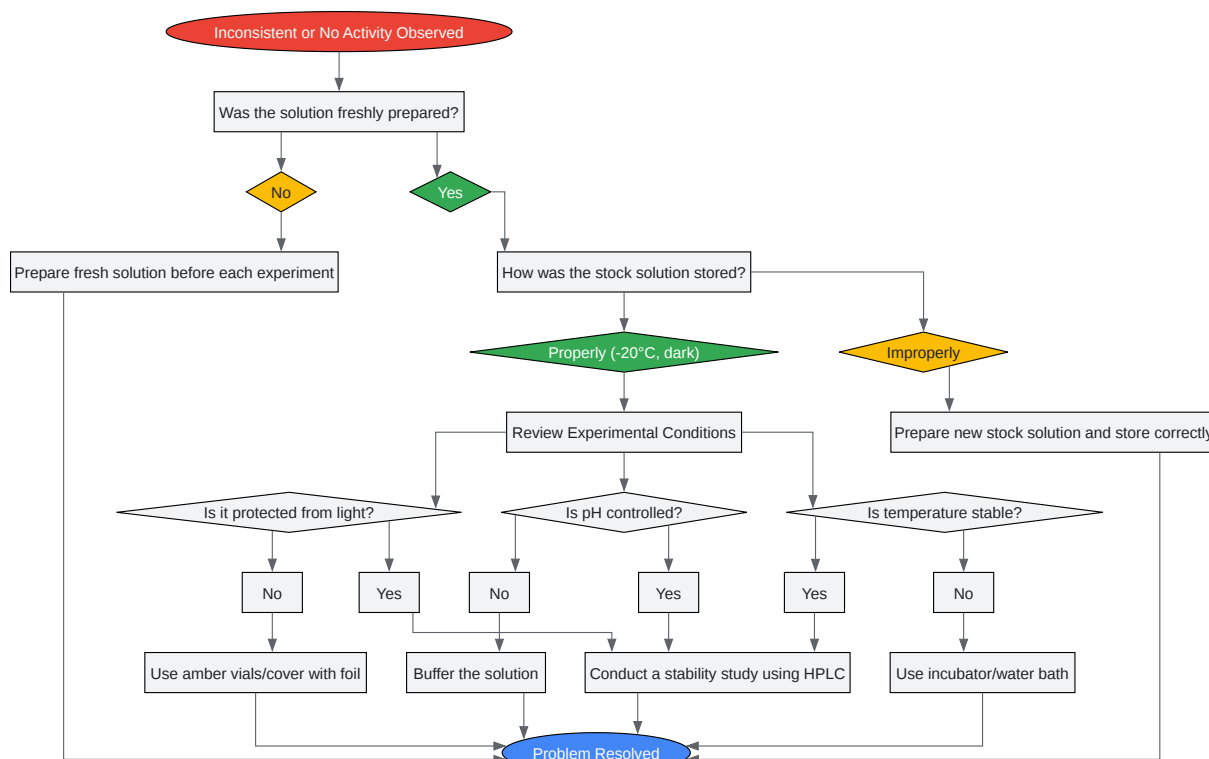 Inconsistent or No Activity Observed
Was the solution freshly prepared?
No
Yes
Prepare fresh solution before each experiment
How was the stock solution stored?
Properly (-20°C, dark)
Improperly
Review Experimental Conditions
Prepare new stock solution and store correctly
Is it protected from light?
Is pH controlled?
Is temperature stable?
No
Yes
No
Yes
Yes
No
Use amber vials/cover with foil
Buffer the solution
Conduct a stability study using HPLC
Use incubator/water bath
Problem Resolved